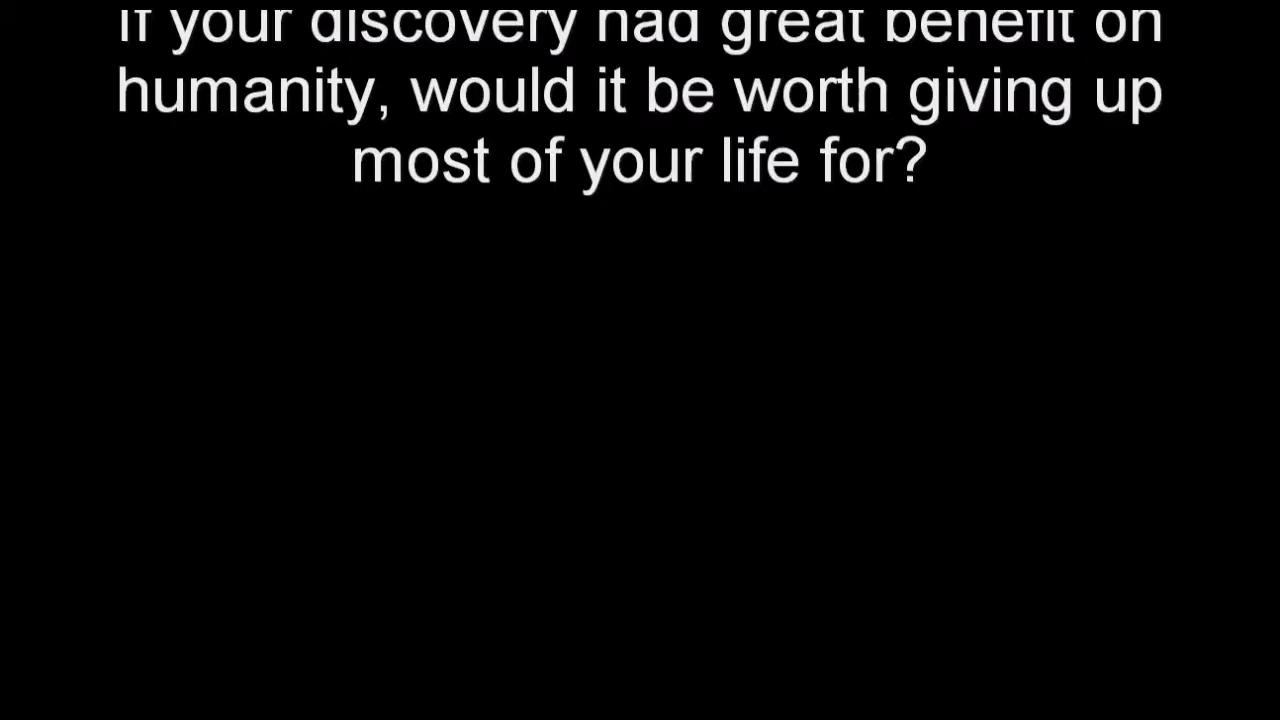 If your discovery had great benefit on
humanity, would it be worth giving up
most of your life for?